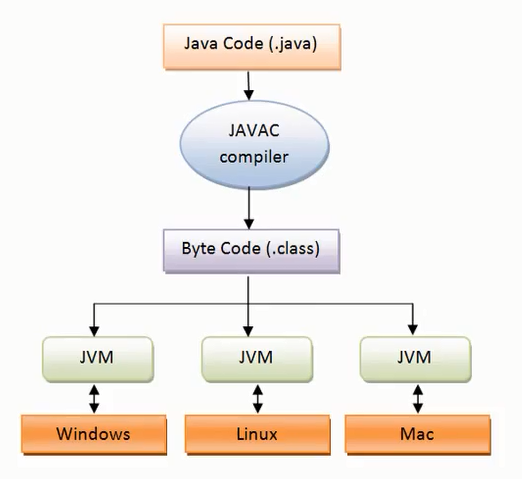 Java Code (.java)
JAVAC
compiler
Byte Code (.class)
JVM
JVM
JVM
Windows
Linux
Mac